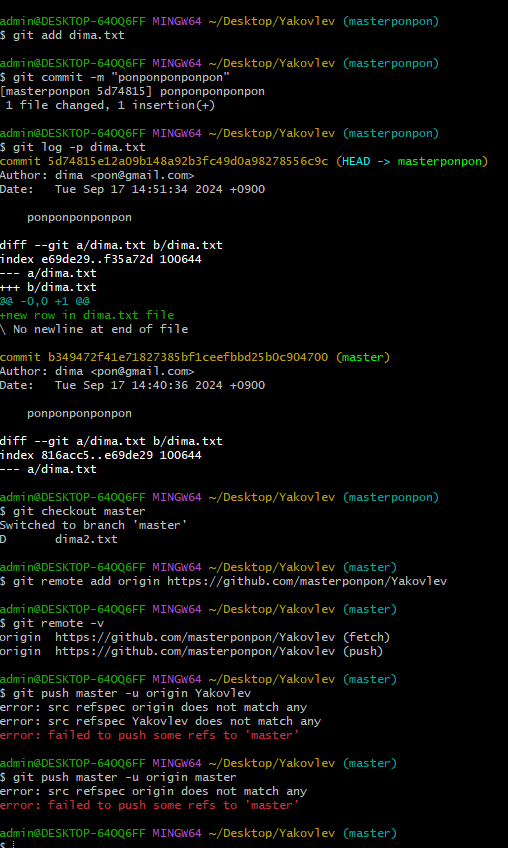 admin@DESKTOP-64OQ6FF MINGW64 ~/Desktop/Yakovlev (masterponpon)
$ git add dima.txt
admin@DESKTOP-64OQ6FF MINGW64 ~/Desktop/Yakovlev (masterponpon)
$ git commit -m "ponponponponpon"
[masterponpon 5d74815] ponponponponpon
 1 file changed, 1 insertion(+)
admin@DESKTOP-64OQ6FF MINGW64 ~/Desktop/Yakovlev (masterponpon)
$ git log -p dima.txt
commit 5d74815e12a09b148a92b3fc49d0a98278556c9c (HEAD -> masterponpon)
Author: dima <pon@gmail.com>
Date:   Tue Sep 17 14:51:34 2024 +0900
    ponponponponpon
diff --git a/dima.txt b/dima.txt
index e69de29..f35a72d 100644
--- a/dima.txt
+++ b/dima.txt
@@ -0,0 +1 @@
+new row in dima.txt file
\ No newline at end of file
commit b349472f41e71827385bf1ceefbbd25b0c904700 (master)
Author: dima <pon@gmail.com>
Date:   Tue Sep 17 14:40:36 2024 +0900
    ponponponponpon
diff --git a/dima.txt b/dima.txt
index 816acc5..e69de29 100644
--- a/dima.txt
admin@DESKTOP-64OQ6FF MINGW64 ~/Desktop/Yakovlev (masterponpon)
$ git checkout master
Switched to branch 'master'
D       dima2.txt
admin@DESKTOP-64OQ6FF MINGW64 ~/Desktop/Yakovlev (master)
$ git remote add origin https://github.com/masterponpon/Yakovlev
admin@DESKTOP-64OQ6FF MINGW64 ~/Desktop/Yakovlev (master)
$ git remote -v
origin  https://github.com/masterponpon/Yakovlev (fetch)
origin  https://github.com/masterponpon/Yakovlev (push)
admin@DESKTOP-64OQ6FF MINGW64 ~/Desktop/Yakovlev (master)
$ git push master -u origin Yakovlev
error: src refspec origin does not match any
error: src refspec Yakovlev does not match any
error: failed to push some refs to 'master'
admin@DESKTOP-64OQ6FF MINGW64 ~/Desktop/Yakovlev (master)
$ git push master -u origin master
error: src refspec origin does not match any
error: failed to push some refs to 'master'
admin@DESKTOP-64OQ6FF MINGW64 ~/Desktop/Yakovlev (master)
$